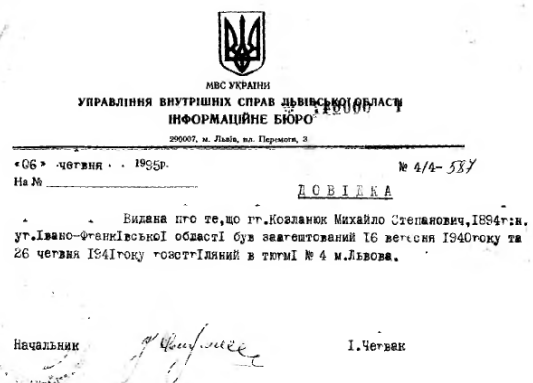 МВС УКРАЇНИ
УПРАВЛІННЯ ВНУТРІШНІХ СПРАВ ЛЬВІВСЬКОЇ ОБЛАСТІ
ІНФОРМАЦІЙНЕ БЮРО
290007, м. Львів, пл. Перемоги, 3
«06» червня 1995р. № 4/4-587
На №
ДОВІДКА
Видана про те,що гр.Козланюк Михайло Степанович,1894р.н.
ур.Івано-Франківської області був заарештований 16 вересня 1940року та
26 червня 1941року розстріляний в тюрмі № 4 м.Львова.
Начальник І.Червак